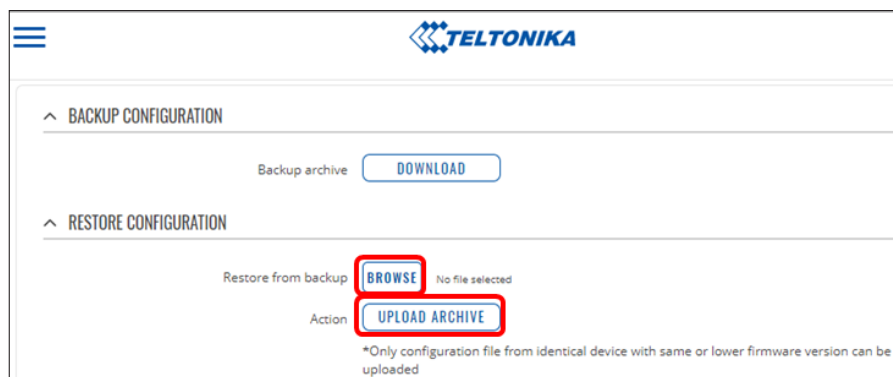 TELTONIKA
BACKUP CONFIGURATION
Backup archive DOWNLOAD
RESTORE CONFIGURATION
Restore from backup BROWSE No file selected
Action UPLOAD ARCHIVE
*Only configuration file from identical device with same or lower firmware version can be
uploaded